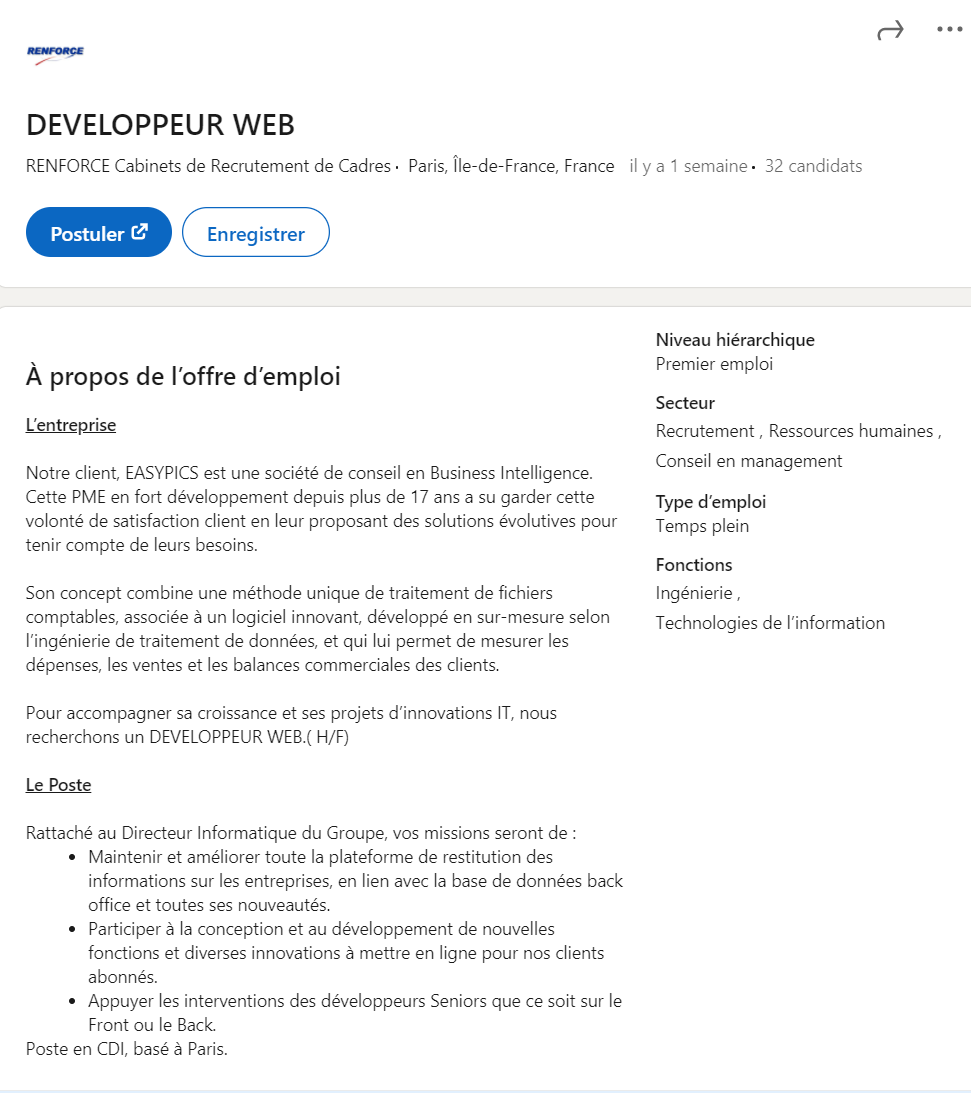 RENFORCE
DEVELOPPEUR WEB
RENFORCE Cabinets de Recrutement de Cadres · Paris, Île-de-France, France il y a 1 semaine · 32 candidats
Postuler
Enregistrer
À propos de l’offre d’emploi
L’entreprise
Notre client, EASYPICS est une société de conseil en Business Intelligence.
Cette PME en fort développement depuis plus de 17 ans a su garder cette
volonté de satisfaction client en leur proposant des solutions évolutives pour
tenir compte de leurs besoins.
Son concept combine une méthode unique de traitement de fichiers
comptables, associée à un logiciel innovant, développé en sur-mesure selon
l’ingénierie de traitement de données, et qui lui permet de mesurer les
dépenses, les ventes et les balances commerciales des clients.
Pour accompagner sa croissance et ses projets d’innovations IT, nous
recherchons un DEVELOPPEUR WEB.( H/F)
Le Poste
Rattaché au Directeur Informatique du Groupe, vos missions seront de :
• Maintenir et améliorer toute la plateforme de restitution des
informations sur les entreprises, en lien avec la base de données back
office et toutes ses nouveautés.
• Participer à la conception et au développement de nouvelles
fonctions et diverses innovations à mettre en ligne pour nos clients
abonnés.
• Appuyer les interventions des développeurs Seniors que ce soit sur le
Front ou le Back.
Poste en CDI, basé à Paris.
Niveau hiérarchique
Premier emploi
Secteur
Recrutement , Ressources humaines ,
Conseil en management
Type d’emploi
Temps plein
Fonctions
Ingénierie ,
Technologies de l’information